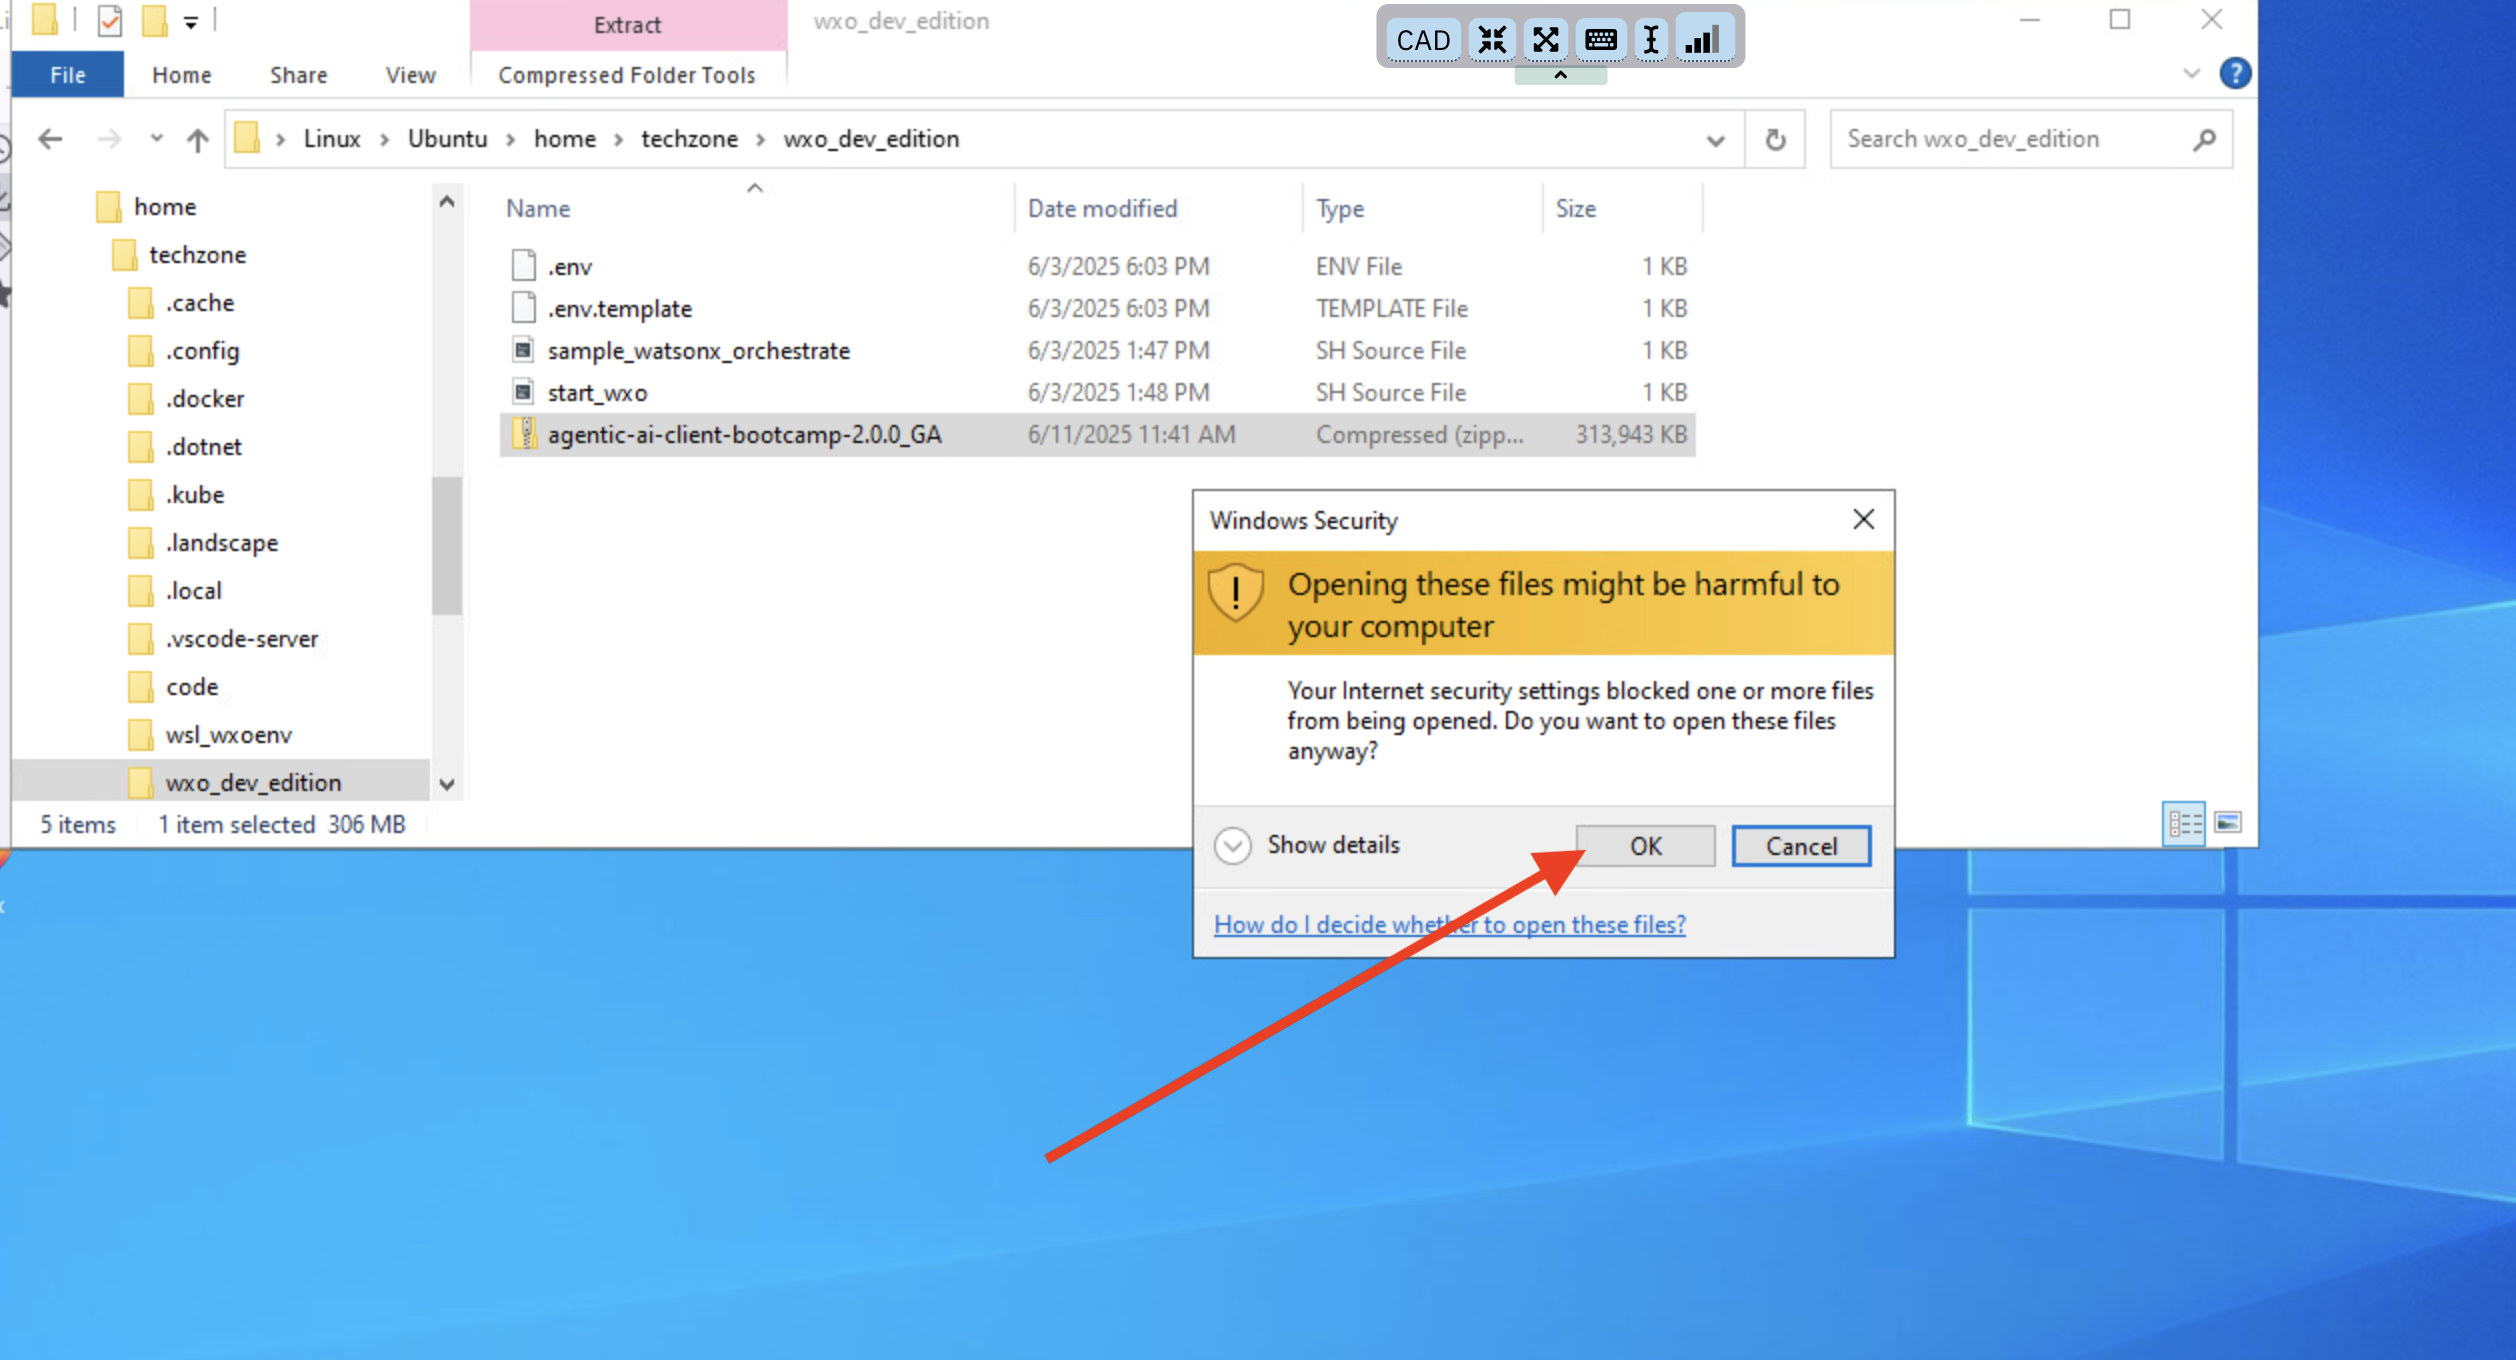 Extract
wxo_dev_edition
CAD
File
Home
Share
View
Compressed Folder Tools
Linux
Ubuntu
home
techzone
wxo_dev_edition
Search wxo_dev_edition
home
techzone
.cache
.config
.docker
.dotnet
.kube
.landscape
.local
.vscode-server
code
wsl_wxoenv
wxo_dev_edition
Name Date modified Type Size
.env 6/3/2025 6:03 PM ENV File 1 KB
.env.template 6/3/2025 6:03 PM TEMPLATE File 1 KB
sample_watsonx_orchestrate 6/3/2025 1:47 PM SH Source File 1 KB
start_wxo 6/3/2025 1:48 PM SH Source File 1 KB
agentic-ai-client-bootcamp-2.0.0_GA 6/11/2025 11:41 AM Compressed (zipp... 313,943 KB
5 items 1 item selected 306 MB
Windows Security
Opening these files might be harmful to
your computer
Your Internet security settings blocked one or more files
from being opened. Do you want to open these files
anyway?
Show details
OK
Cancel
How do I decide whether to open these files?